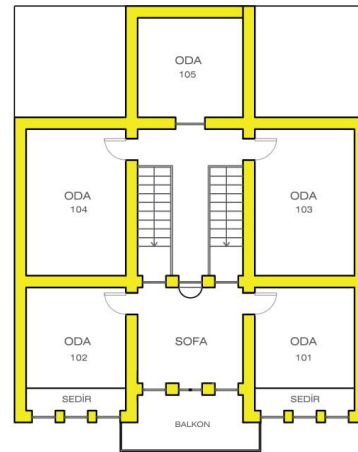 ODA
105
ODA
104
ODA
103
ODA
102
SOFA
ODA
101
SEDİR
SEDİR
BALKON